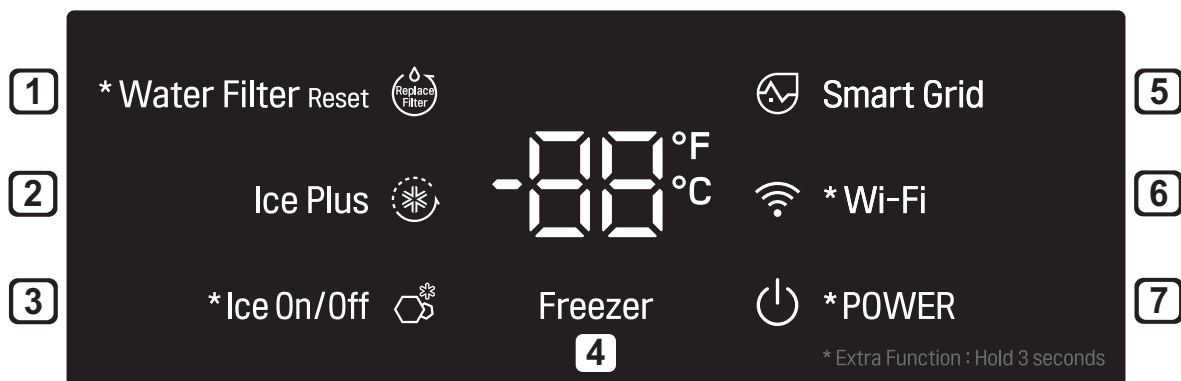 1 * Water Filter Reset Replace Filter
5 Smart Grid
-88 °F
°C
2 Ice Plus
6 * Wi-Fi
3 * Ice On/Off
Freezer
4
7 * POWER
* Extra Function : Hold 3 seconds